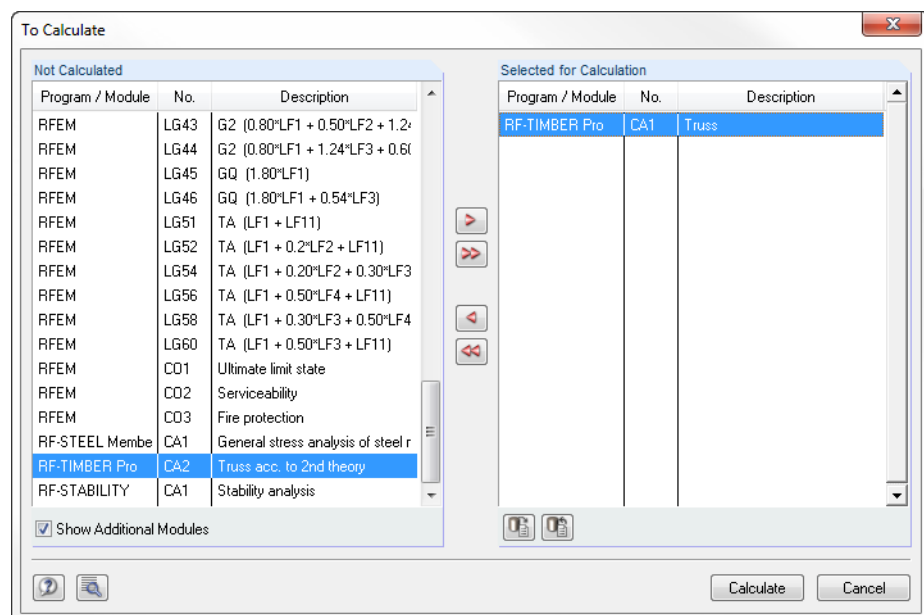 To Calculate
Not Calculated
Program / Module No. Description
RFEM LG43 G2 (0.80*LF1 + 0.50*LF2 + 1.24
RFEM LG44 G2 (0.80*LF1 + 1.24*LF3 + 0.60
RFEM LG45 GQ (1.80*LF1)
RFEM LG46 GQ (1.80*LF1 + 0.54*LF3)
RFEM LG51 TA (LF1 + LF11)
RFEM LG52 TA (LF1 + 0.2*LF2 + LF11)
RFEM LG54 TA (LF1 + 0.20*LF2 + 0.30*LF3
RFEM LG56 TA (LF1 + 0.50*LF4 + LF11)
RFEM LG58 TA (LF1 + 0.30*LF3 + 0.50*LF4
RFEM LG60 TA (LF1 + 0.50*LF3 + LF11)
RFEM CO1 Ultimate limit state
RFEM CO2 Serviceability
RFEM CO3 Fire protection
RF-STEEL Membe CA1 General stress analysis of steel r
RF-TIMBER Pro CA2 Truss acc. to 2nd theory
RF-STABILITY CA1 Stability analysis
Show Additional Modules
Selected for Calculation
Program / Module No. Description
RF-TIMBER Pro CA1 Truss
Calculate Cancel